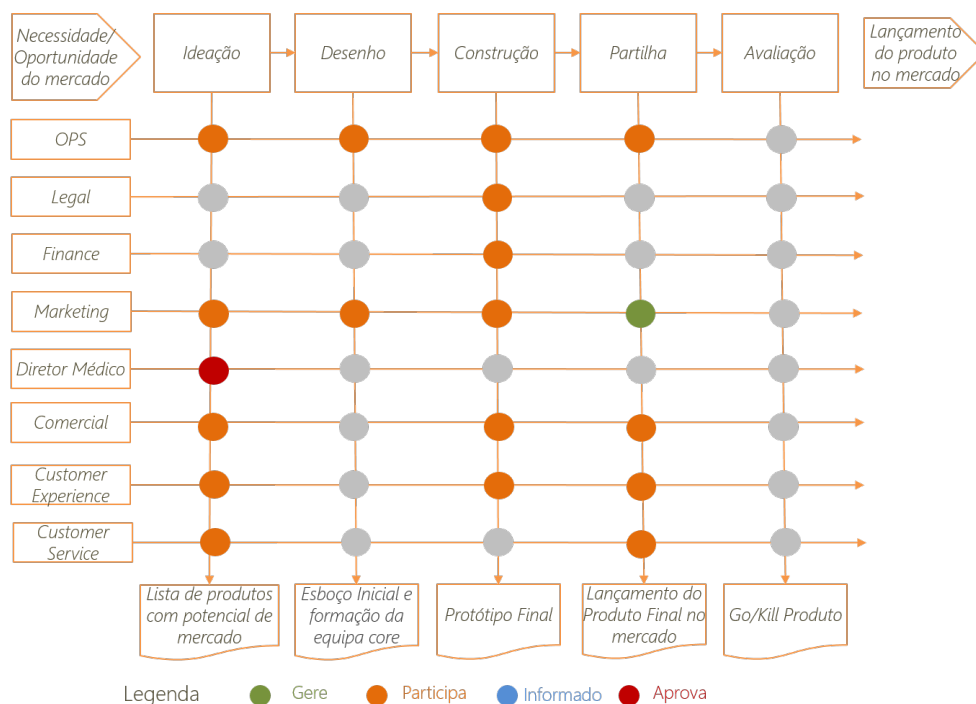 Necessidade/
Oportunidade
do mercado
Ideação
Desenho
Construção
Partilha
Avaliação
Lançamento
do produto
no mercado
OPS
Legal
Finance
Marketing
Diretor Médico
Comercial
Customer
Experience
Customer
Service
Lista de produtos
com potencial de
mercado
Esboço Inicial e
formação da
equipa core
Protótipo Final
Lançamento do
Produto Final no
mercado
Go/Kill Produto
Legenda
Gere
Participa
Informado
Aprova